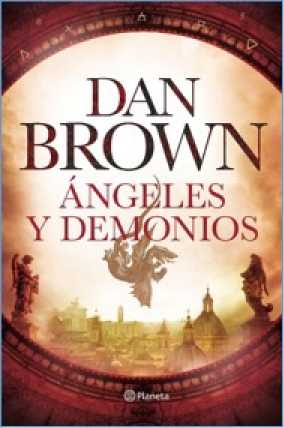 DAN
BROWN
ÁNGELES
Y DEMONIOS
Planeta